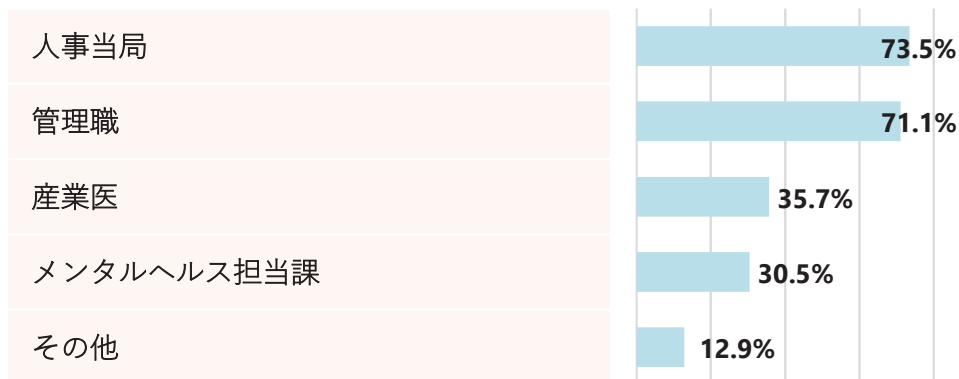 人事当局 73.5%
管理職 71.1%
産業医 35.7%
メンタルヘルス担当課 30.5%
その他 12.9%